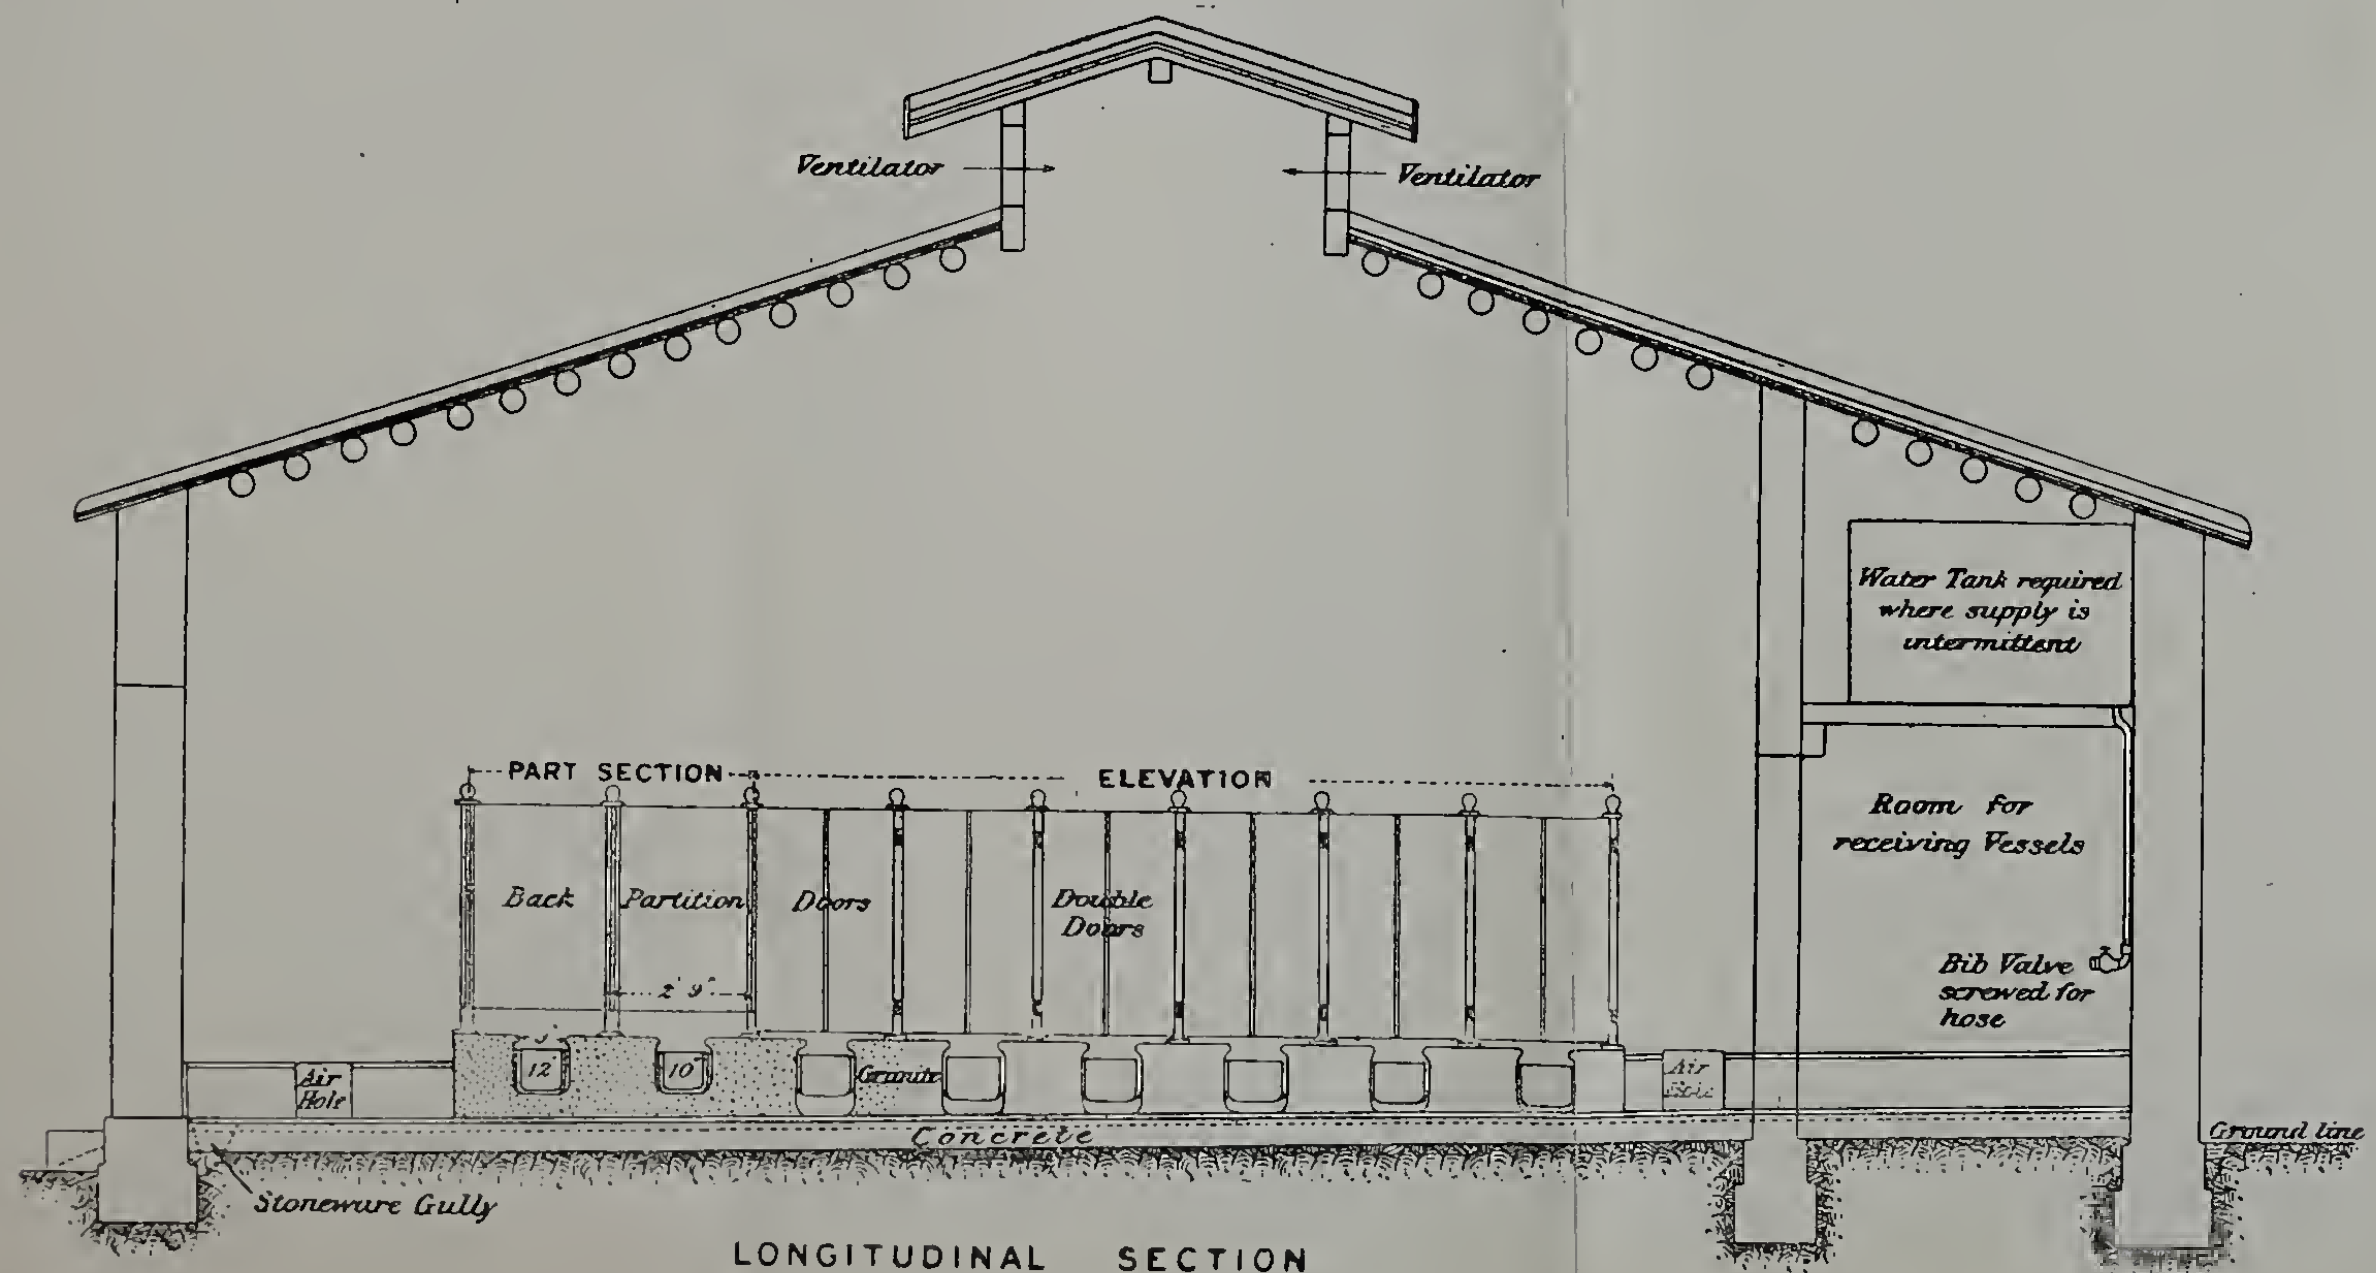 Ventilator
Ventilator
Water Tank required
where supply is
intermittent
PART SECTION
ELEVATION
Room for
receiving Vessels
Back
Partition
Doors
Double
Doors
2' 9"
Bib Valve
screwed for
hose
12
10
Granite
Air
Hole
Air
Hole
Concrete
Ground line
Stoneware Gully
LONGITUDINAL SECTION